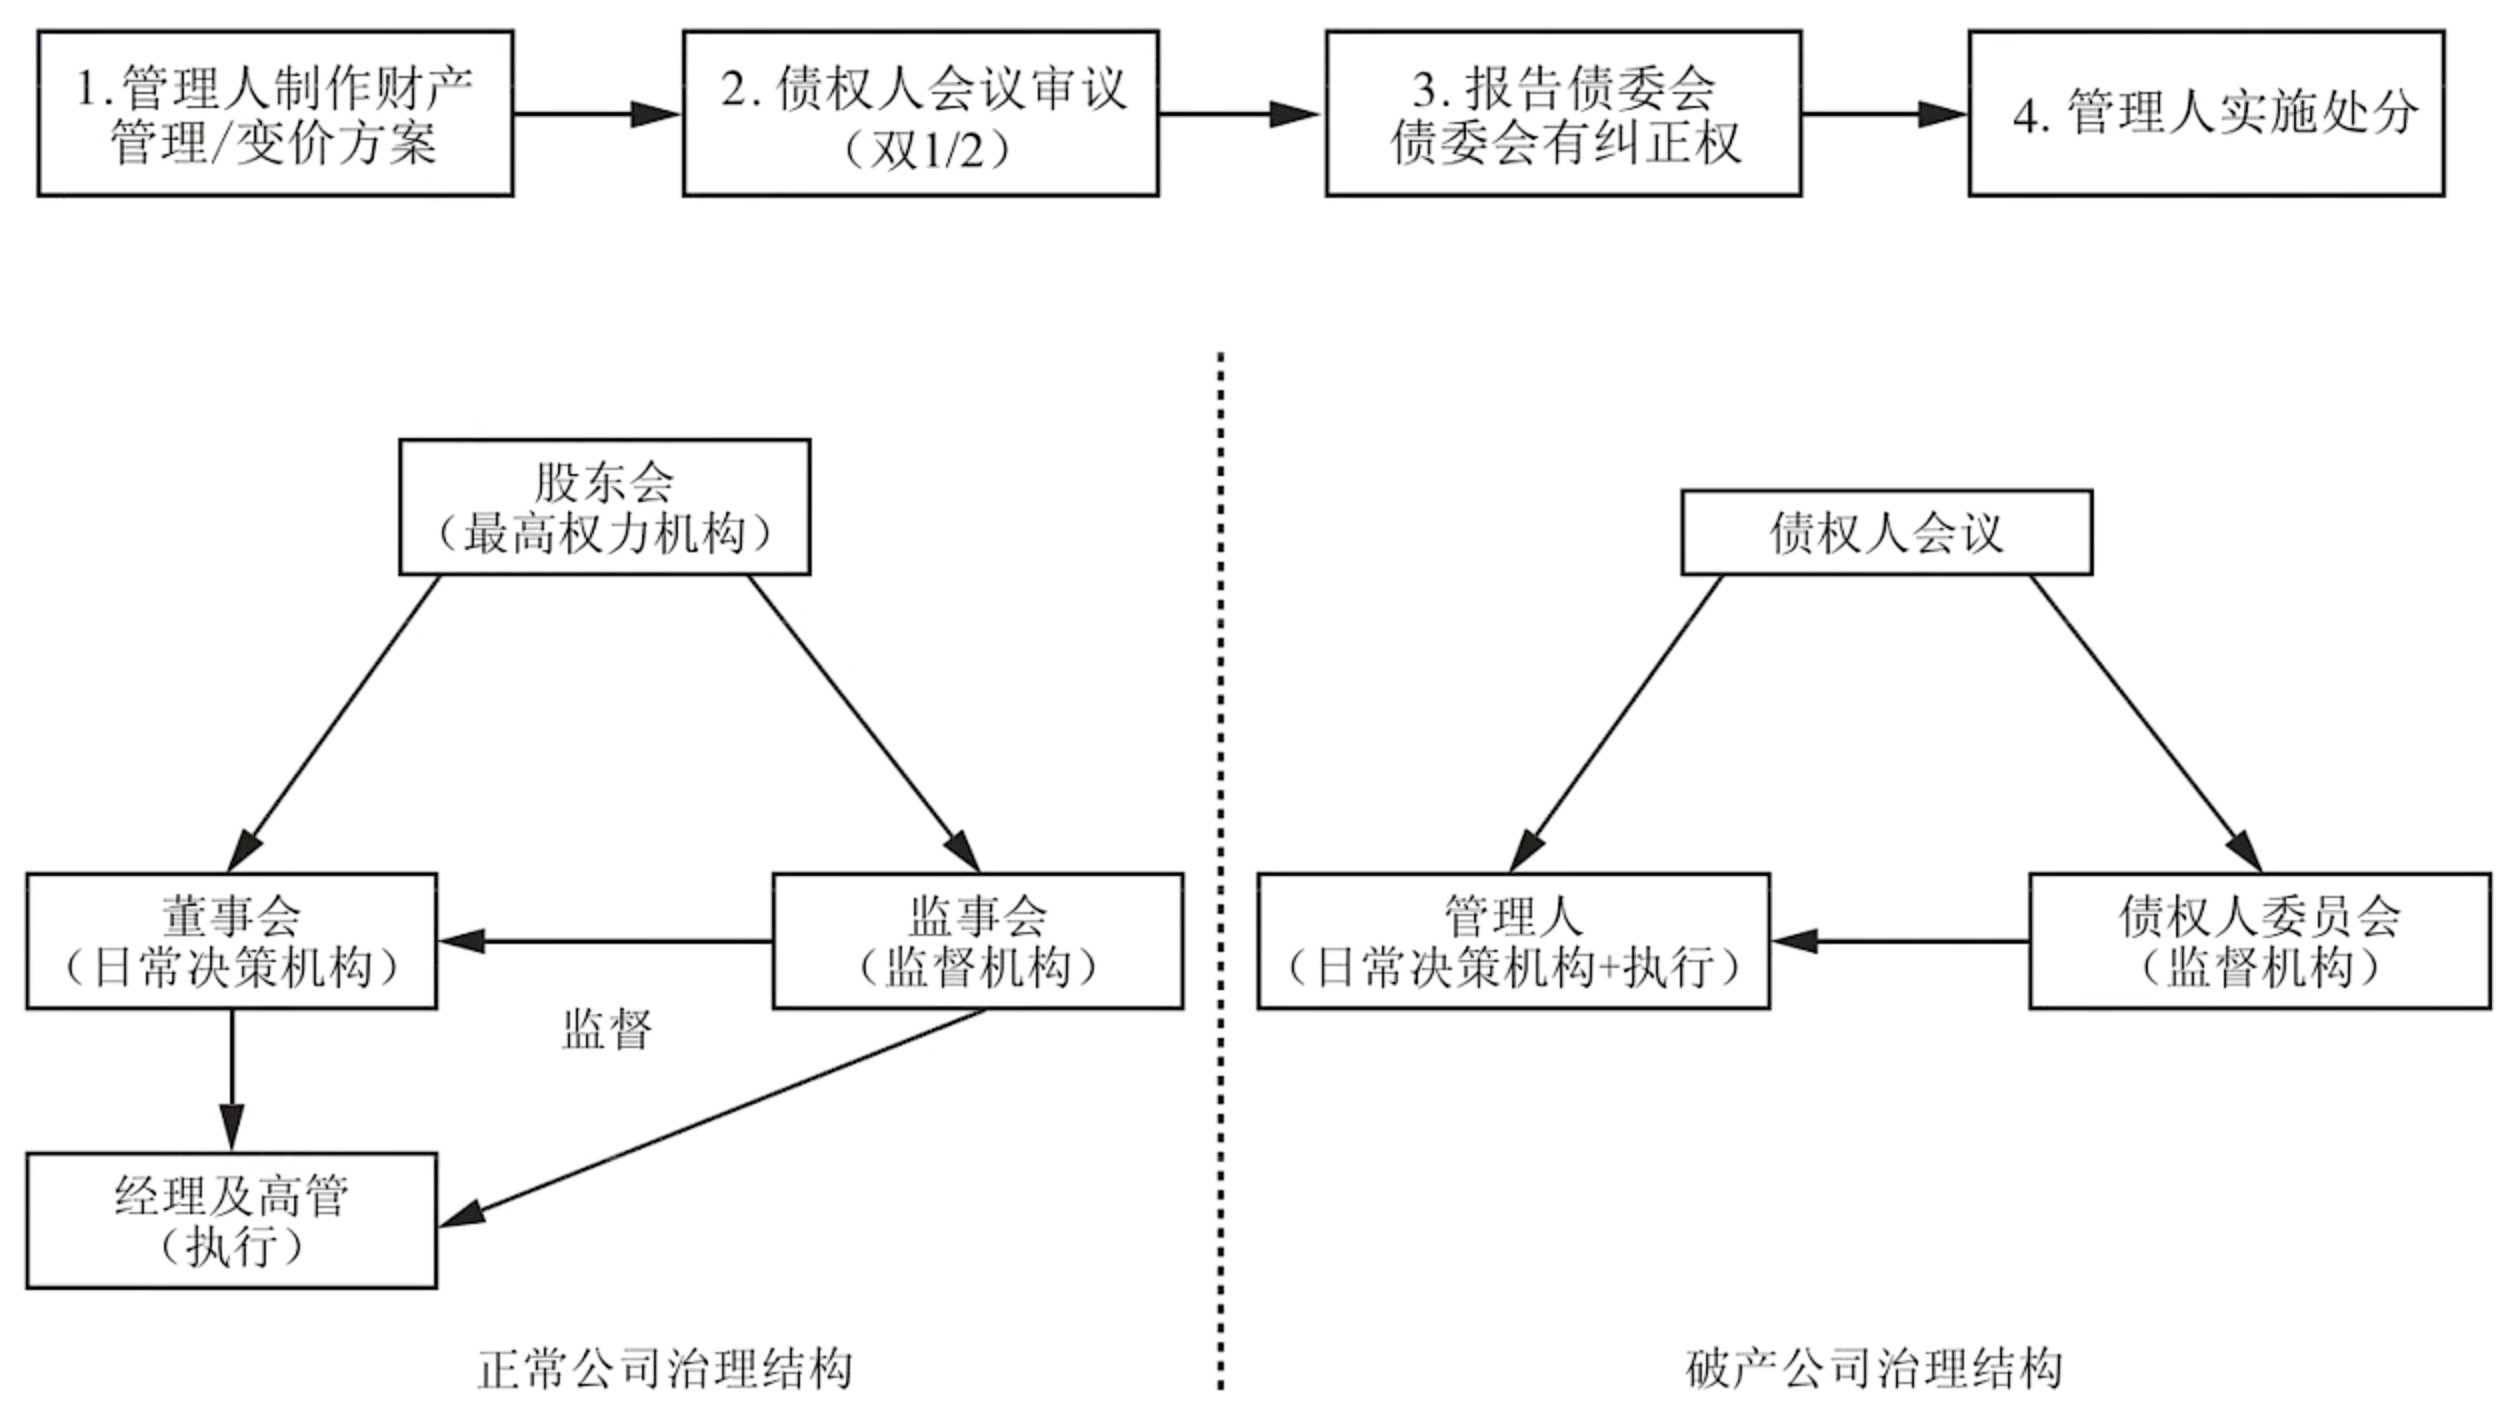 1.管理人制作财产
管理/变价方案
2. 债权人会议审议
（双1/2）
3. 报告债委会
债委会有纠正权
4. 管理人实施处分
股东会
（最高权力机构）
董事会
（日常决策机构）
监事会
（监督机构）
监督
经理及高管
（执行）
正常公司治理结构
债权人会议
管理人
（日常决策机构+执行）
债权人委员会
（监督机构）
破产公司治理结构